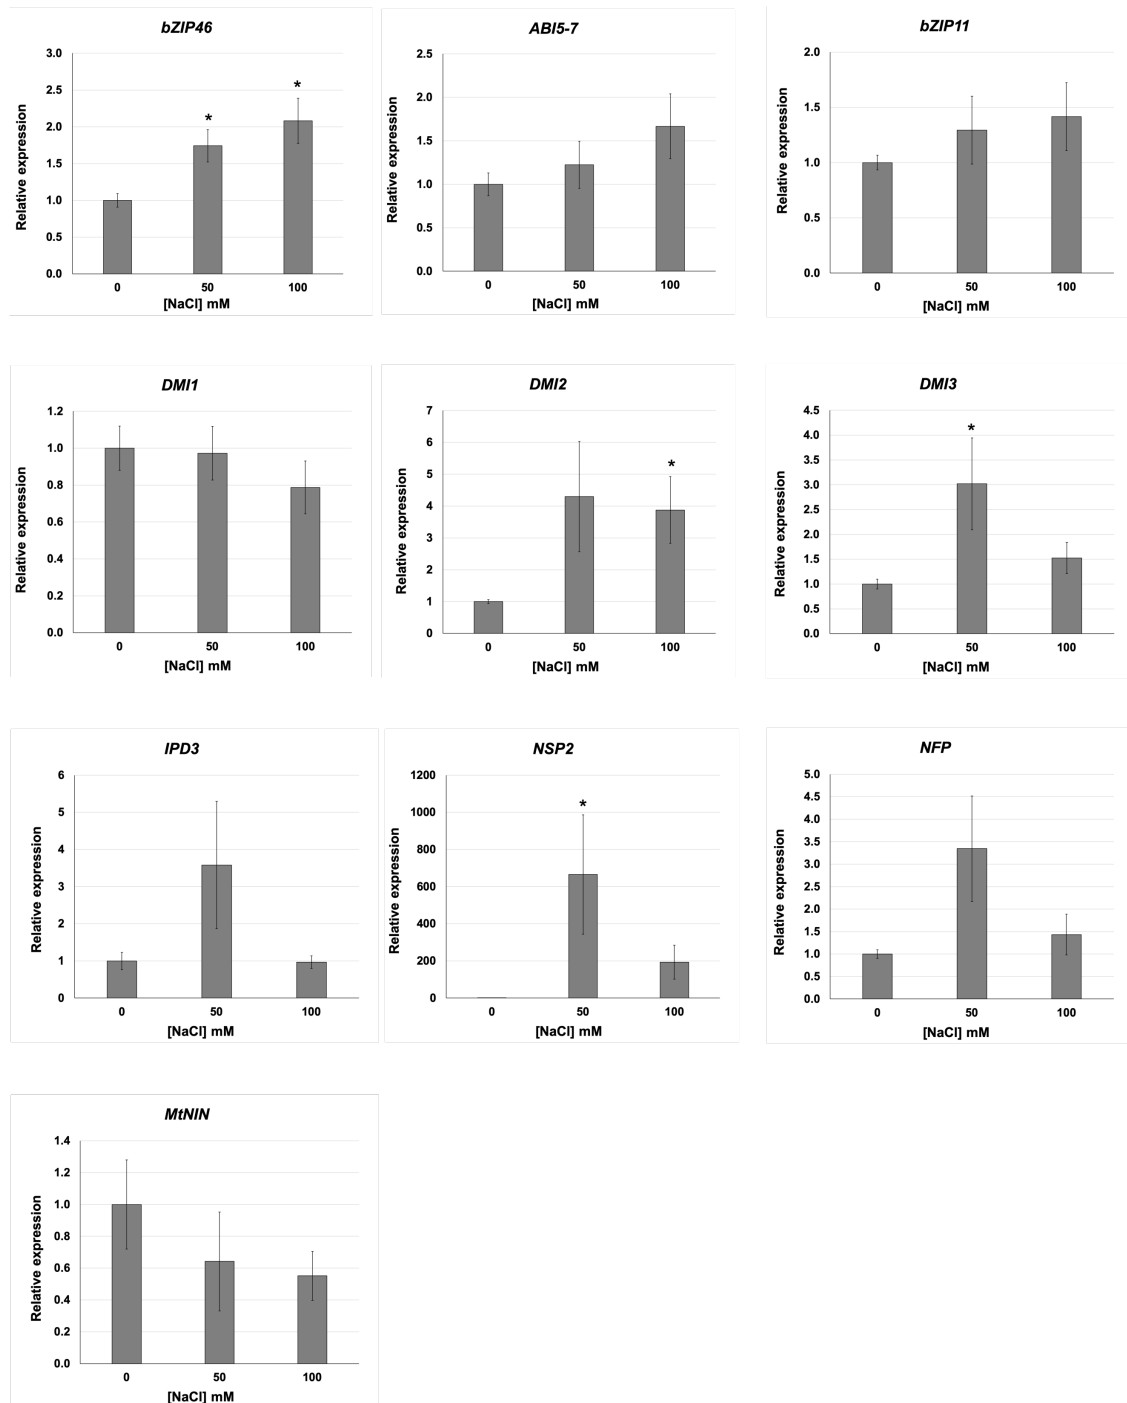 bZIP46
3.0
2.5
2.0
1.5
1.0
0.5
0.0
Relative expression
*
*
0 50 100
[NaCl] mM
ABI5-7
2.5
2.0
1.5
1.0
0.5
0.0
Relative expression
0 50 100
[NaCl] mM
bZIP11
2.0
1.5
1.0
0.5
0.0
Relative expression
0 50 100
[NaCl] mM
DMI1
1.2
1.0
0.8
0.6
0.4
0.2
0.0
Relative expression
0 50 100
[NaCl] mM
DMI2
7
6
5
4
3
2
1
0
Relative expression
*
0 50 100
[NaCl] mM
DMI3
4.5
4.0
3.5
3.0
2.5
2.0
1.5
1.0
0.5
0.0
Relative expression
*
0 50 100
[NaCl] mM
IPD3
6
5
4
3
2
1
0
Relative expression
0 50 100
[NaCl] mM
NSP2
1200
1000
800
600
400
200
0
Relative expression
*
0 50 100
[NaCl] mM
NFP
5.0
4.5
4.0
3.5
3.0
2.5
2.0
1.5
1.0
0.5
0.0
Relative expression
0 50 100
[NaCl] mM
MtNIN
1.4
1.2
1.0
0.8
0.6
0.4
0.2
0.0
Relative expression
0 50 100
[NaCl] mM